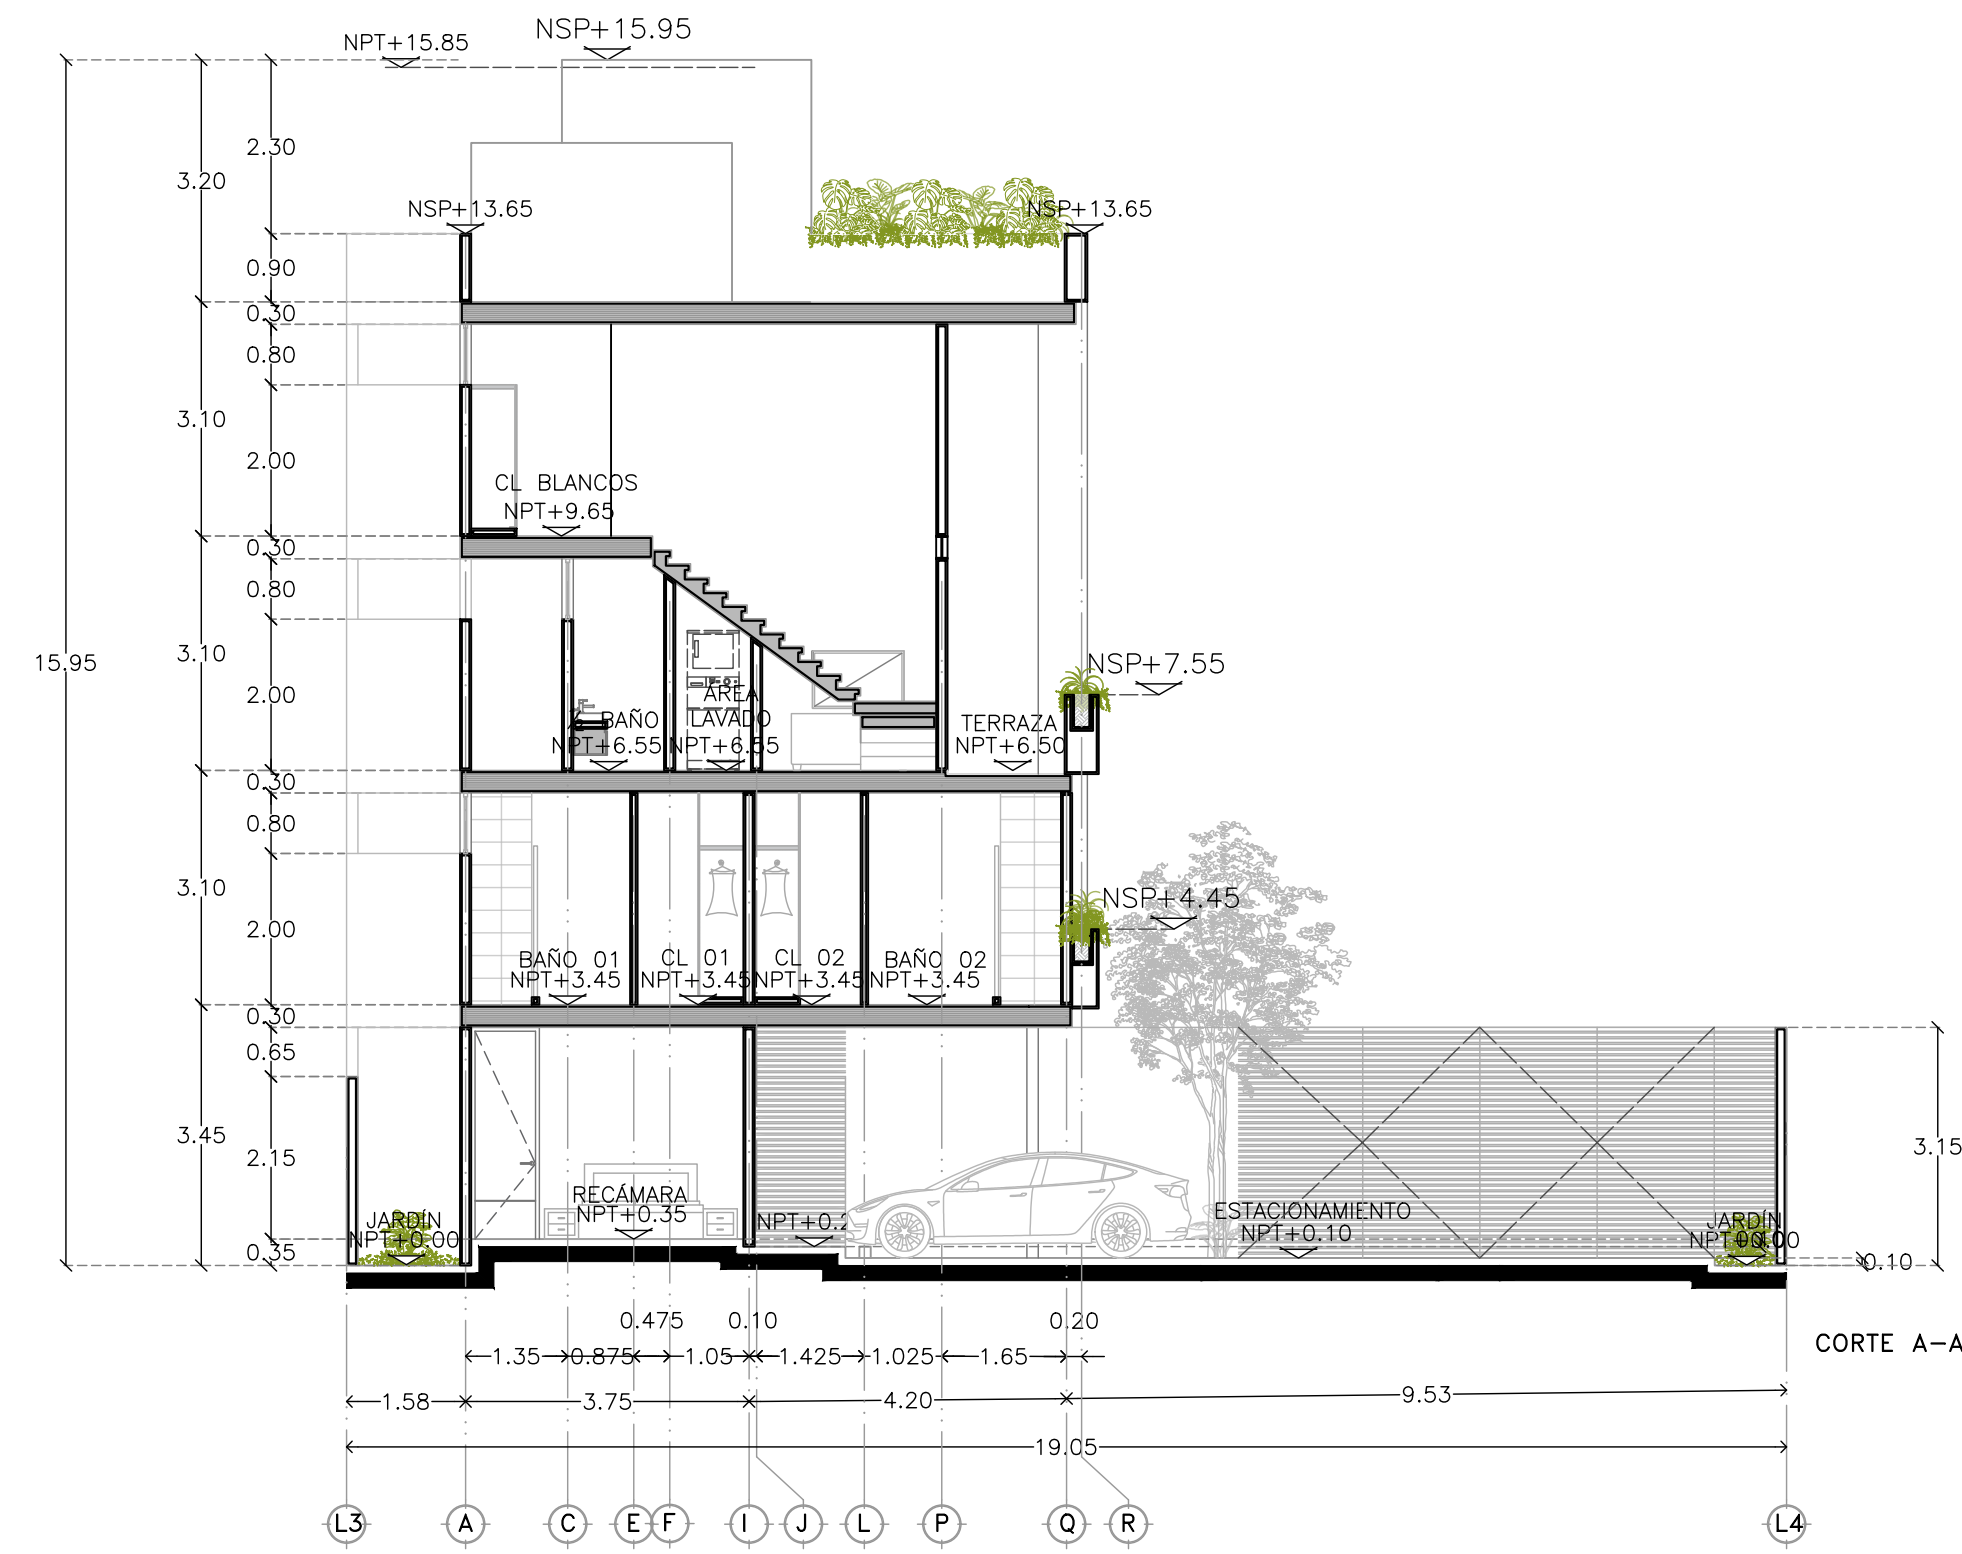 NSP+15.95
NPT+15.85
2.30
3.20
NSP+13.65
NSP+13.65
0.90
0.30
0.80
3.10
2.00
CL BLANCOS
NPT+9.65
0.30
0.80
15.95
3.10
NSP+7.55
2.00
ÁREA
½ BAÑO
LAVADO
TERRAZA
NPT+6.55
NPT+6.55
NPT+6.50
0.30
0.80
3.10
NSP+4.45
2.00
BAÑO 01
CL 01
CL 02
BAÑO 02
NPT+3.45
NPT+3.45
NPT+3.45
NPT+3.45
0.30
0.65
3.45
3.15
2.15
RECÁMARA
NPT+0.35
JARDÍN
NPT+0.00
NPT+0.2
ESTACIONAMIENTO
NPT+0.10
JARDÍN
0.35
0.10
0.475
0.10
0.20
CORTE A-A
1.35
0.875
1.05
1.425
1.025
1.65
1.58
3.75
4.20
9.53
19.05
L3
A
C
E
F
I
J
L
P
Q
R
L4